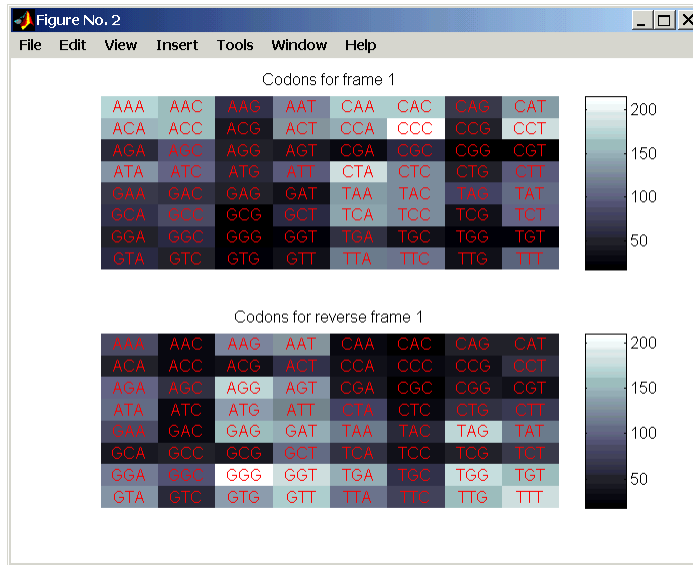 Figure No. 2
File Edit View Insert Tools Window Help
Codons for frame 1
AAA AAC AAG AAT CAA CAC CAG CAT
ACA ACC ACG ACT CCA CCC CCG CCT
AGA AGC AGG AGT CGA CGC CGG CGT
ATA ATC ATG ATT CTA CTC CTG CTT
GAA GAC GAG GAT TAA TAC TAG TAT
GCA GCC GCG GCT TCA TCC TCG TCT
GGA GGC GGG GGT TGA TGC TGG TGT
GTA GTC GTG GTT TTA TTC TTG TTT
200
150
100
50
Codons for reverse frame 1
AAA AAC AAG AAT CAA CAC CAG CAT
ACA ACC ACG ACT CCA CCC CCG CCT
AGA AGC AGG AGT CGA CGC CGG CGT
ATA ATC ATG ATT CTA CTC CTG CTT
GAA GAC GAG GAT TAA TAC TAG TAT
GCA GCC GCG GCT TCA TCC TCG TCT
GGA GGC GGG GGT TGA TGC TGG TGT
GTA GTC GTG GTT TTA TTC TTG TTT
200
150
100
50